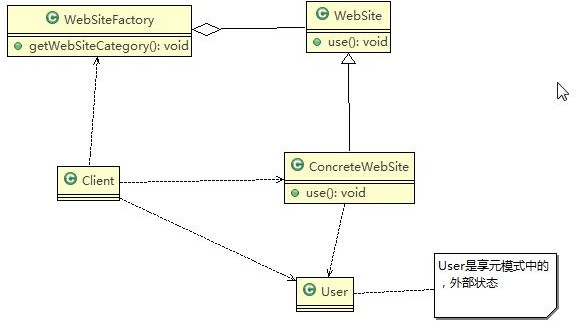 WebSiteFactory
getWebSiteCategory(): void
WebSite
use(): void
ConcreteWebSite
use(): void
Client
User
User是享元模式中的
，外部状态